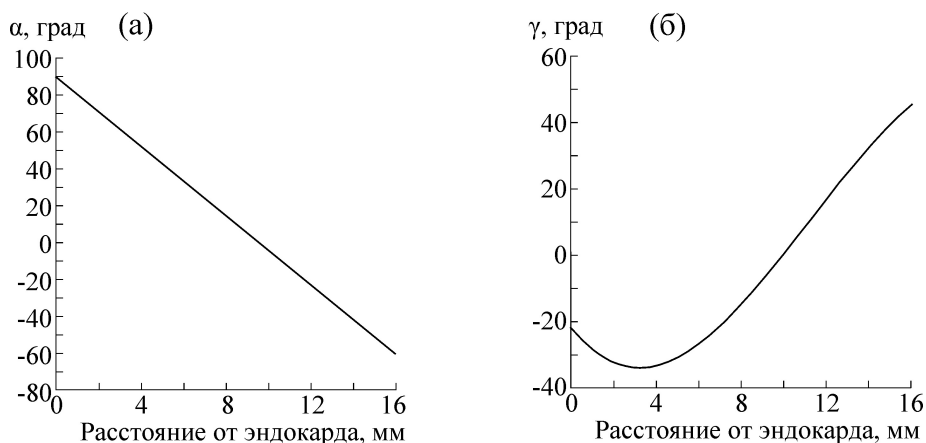 α, град (а)
100
80
60
40
20
0
-20
-40
-60
-80
0 4 8 12 16
Расстояние от эндокарда, мм
γ, град (б)
60
40
20
0
-20
-40
0 4 8 12 16
Расстояние от эндокарда, мм